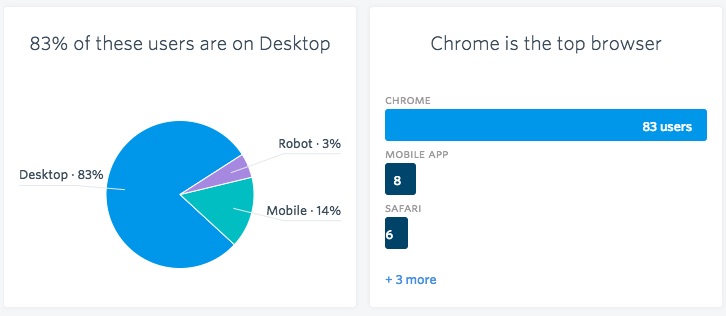 83% of these users are on Desktop
Desktop · 83%
Robot · 3%
Mobile · 14%
Chrome is the top browser
CHROME
83 users
MOBILE APP
8
SAFARI
6
+ 3 more